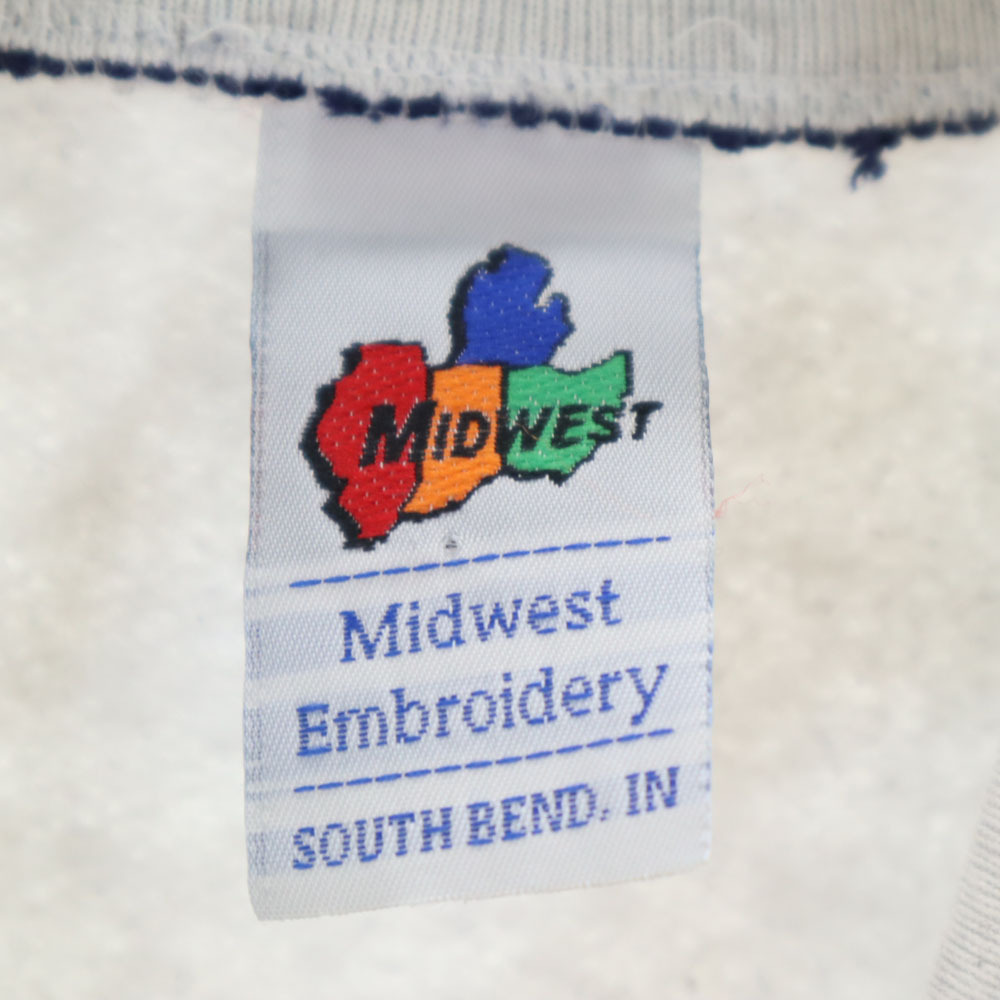 MIDWEST
Midwest
Embroidery
SOUTH BEND, IN